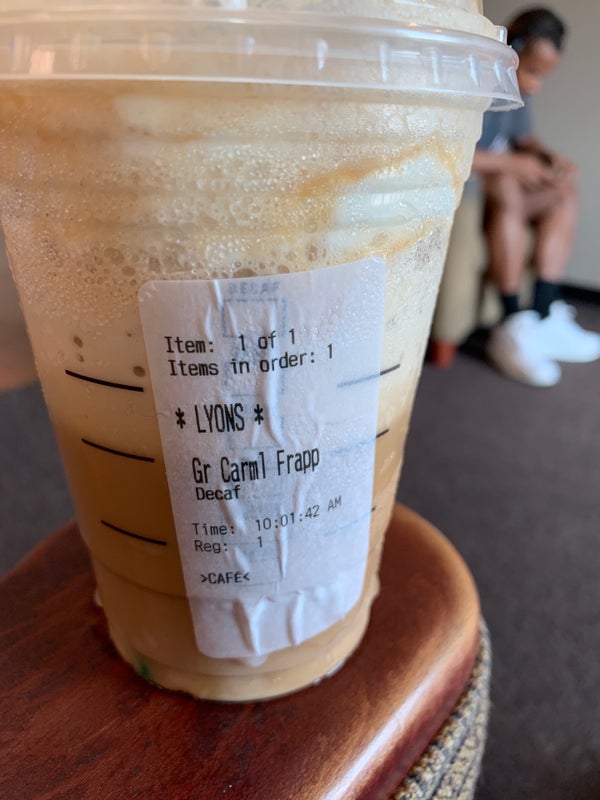 DECAF
Item: 1 of 1
Items in order: 1
* LYONS *
Gr Carml Frapp
Decaf
Time: 10:01:42 AM
Reg: 1
>CAFE<